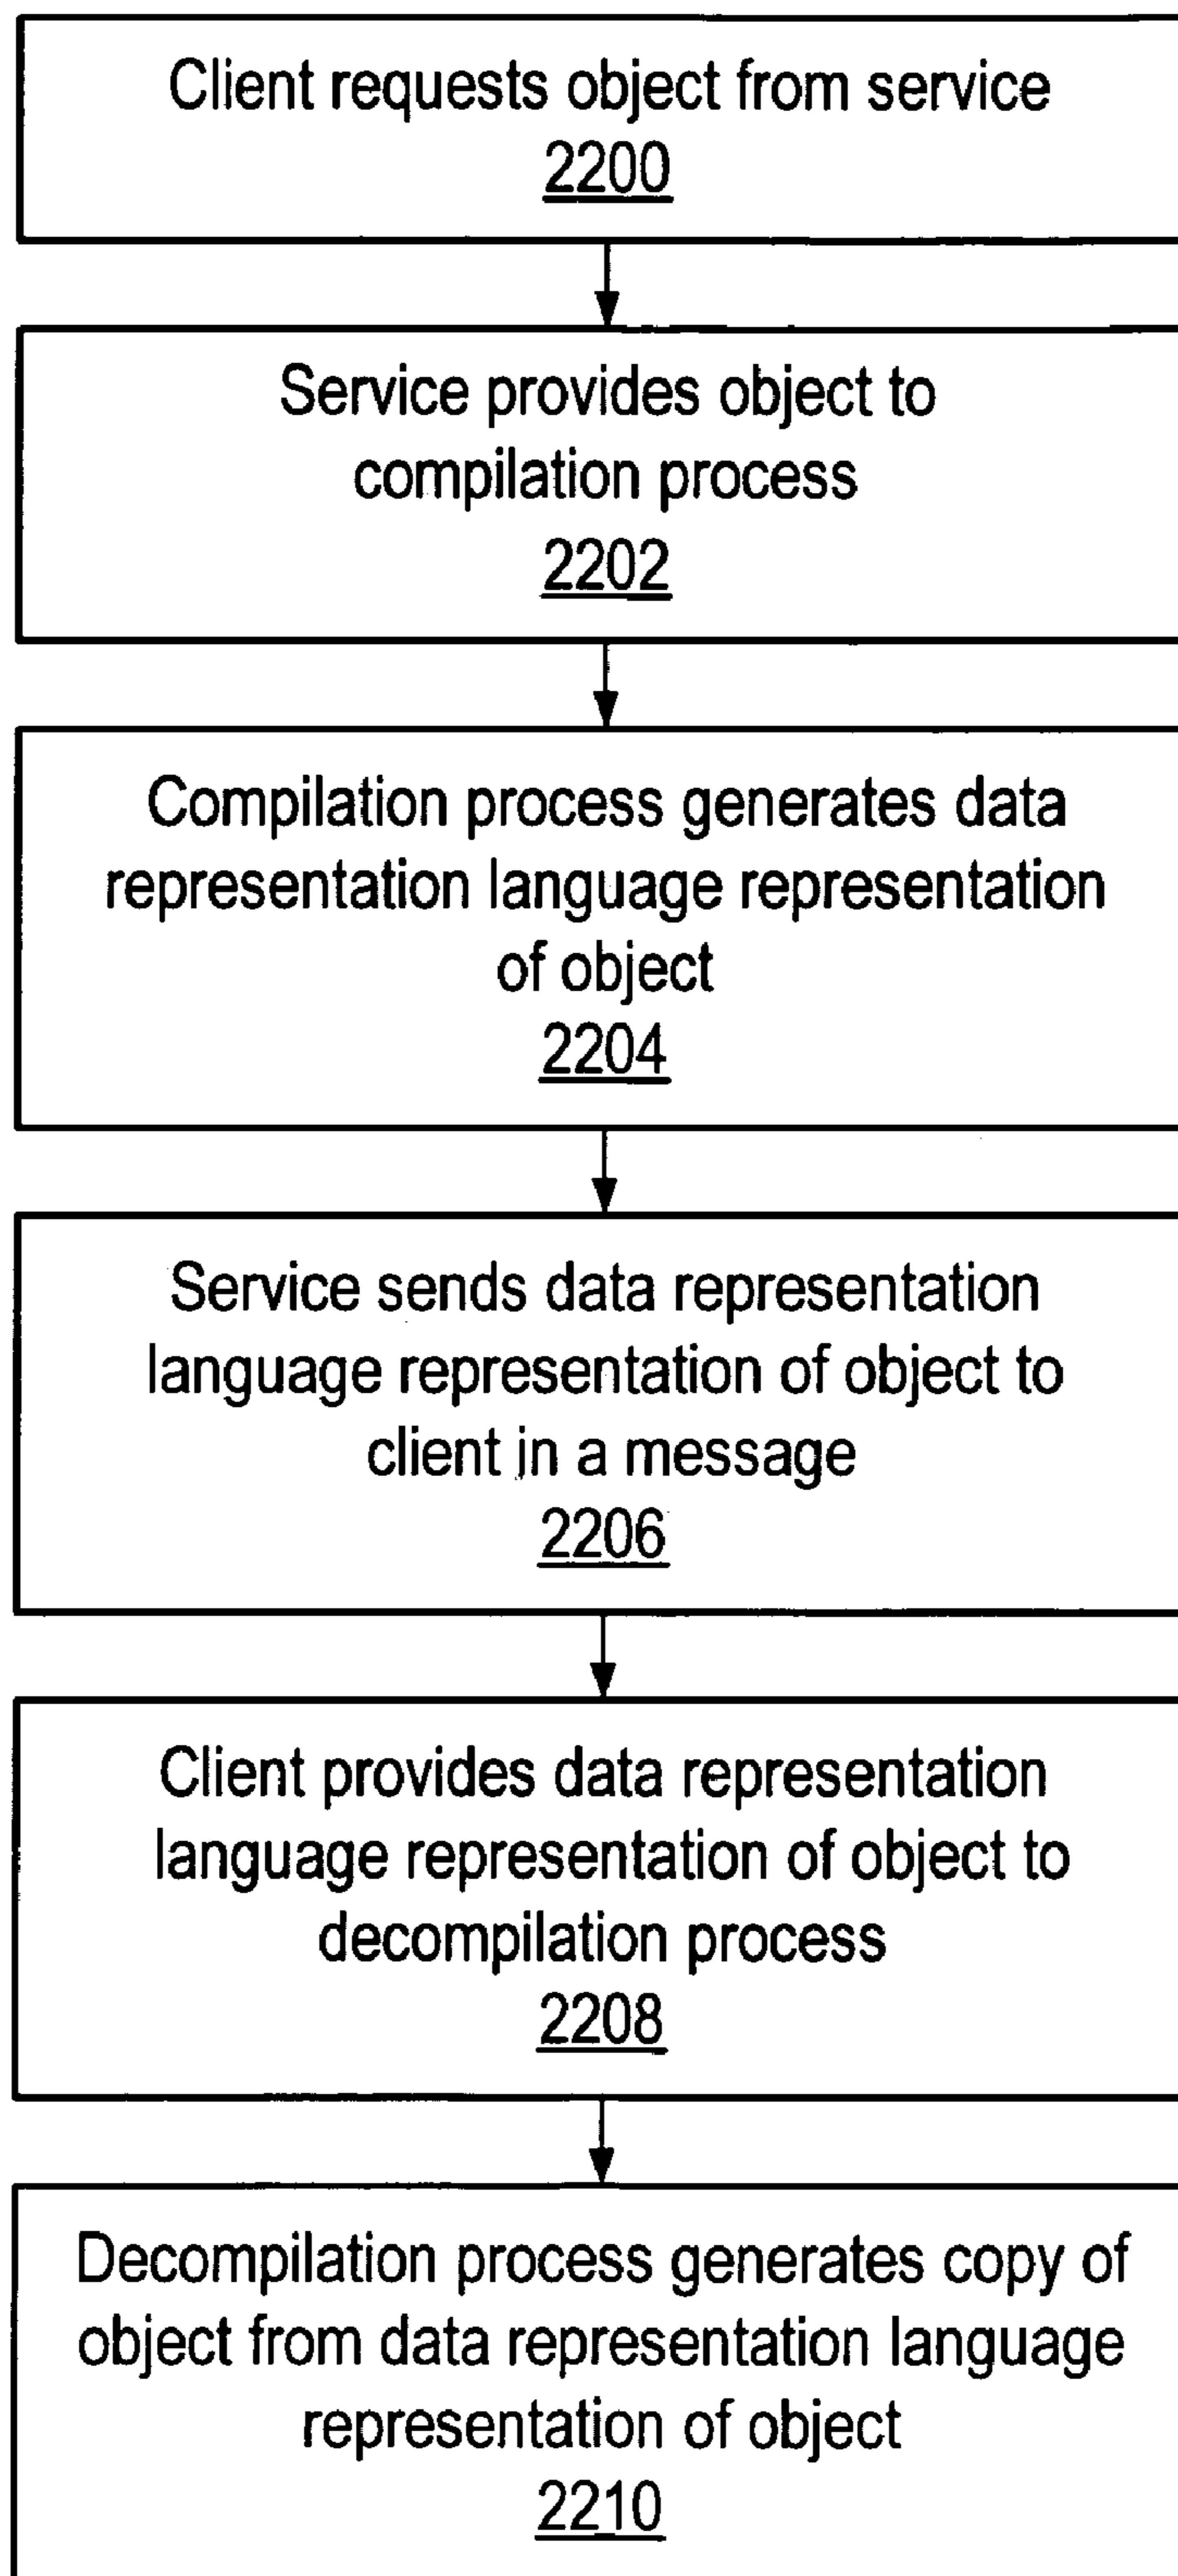 Client requests object from service
2200
Service provides object to
compilation process
2202
Compilation process generates data
representation language representation
of object
2204
Service sends data representation
language representation of object to
client in a message
2206
Client provides data representation
language representation of object to
decompilation process
2208
Decompilation process generates copy of
object from data representation language
representation of object
2210